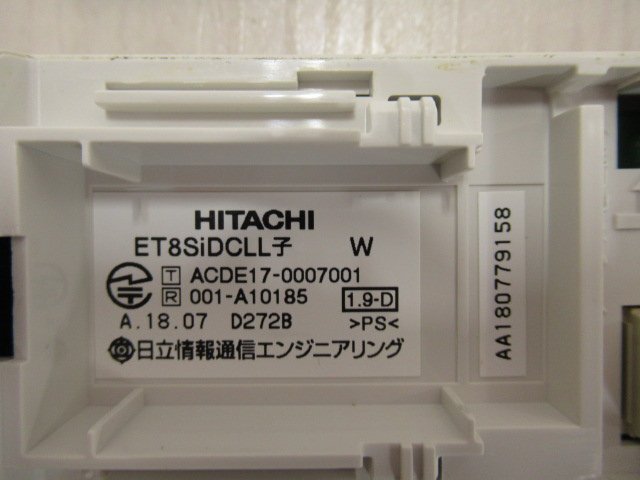 HITACHI
ET8SiDCLL子 W
T ACDE17-0007001
R 001-A10185 1.9-D
A.18.07 D272B >PS<
日立情報通信エンジニアリング
AA180779158